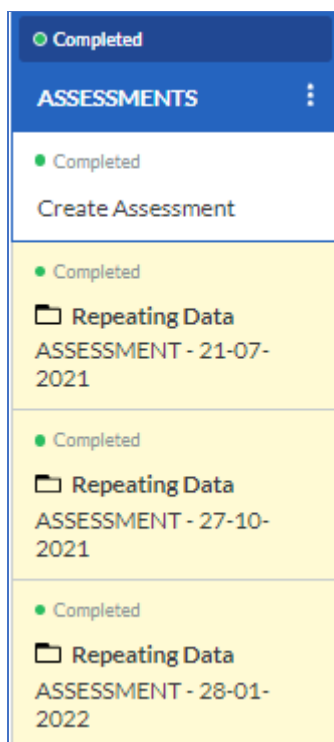 Completed
ASSESSMENTS
Completed
Create Assessment
Completed
Repeating Data
ASSESSMENT - 21-07-
2021
Completed
Repeating Data
ASSESSMENT - 27-10-
2021
Completed
Repeating Data
ASSESSMENT - 28-01-
2022